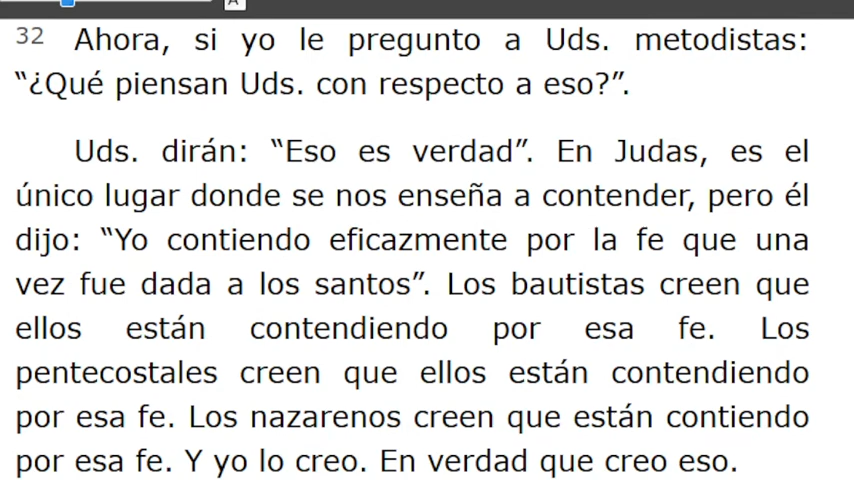 A
32 Ahora, si yo le pregunto a Uds. metodistas:
“¿Qué piensan Uds. con respecto a eso?”.
Uds. dirán: “Eso es verdad”. En Judas, es el
único lugar donde se nos enseña a contender, pero él
dijo: “Yo contiendo eficazmente por la fe que una
vez fue dada a los santos”. Los bautistas creen que
ellos están contendiendo por esa fe. Los
pentecostales creen que ellos están contendiendo
por esa fe. Los nazarenos creen que están contiendo
por esa fe. Y yo lo creo. En verdad que creo eso.